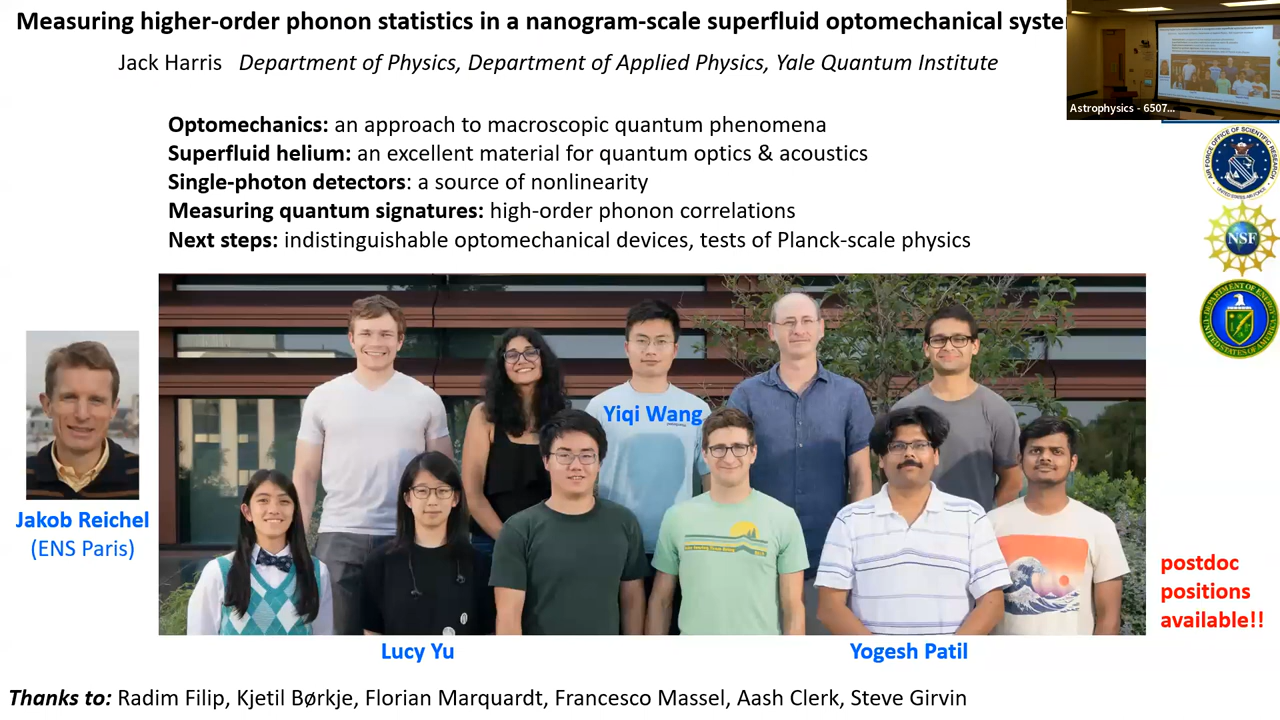 Measuring higher-order phonon statistics in a nanogram-scale superfluid optomechanical syste
Astrophysics - 6507...
Jack Harris Department of Physics, Department of Applied Physics, Yale Quantum Institute
Optomechanics: an approach to macroscopic quantum phenomena
Superfluid helium: an excellent material for quantum optics & acoustics
Single-photon detectors: a source of nonlinearity
Measuring quantum signatures: high-order phonon correlations
Next steps: indistinguishable optomechanical devices, tests of Planck-scale physics
NSF
Yiqi Wang
Jakob Reichel
(ENS Paris)
postdoc
positions
available!!
Lucy Yu
Yogesh Patil
Thanks to: Radim Filip, Kjetil Børkje, Florian Marquardt, Francesco Massel, Aash Clerk, Steve Girvin